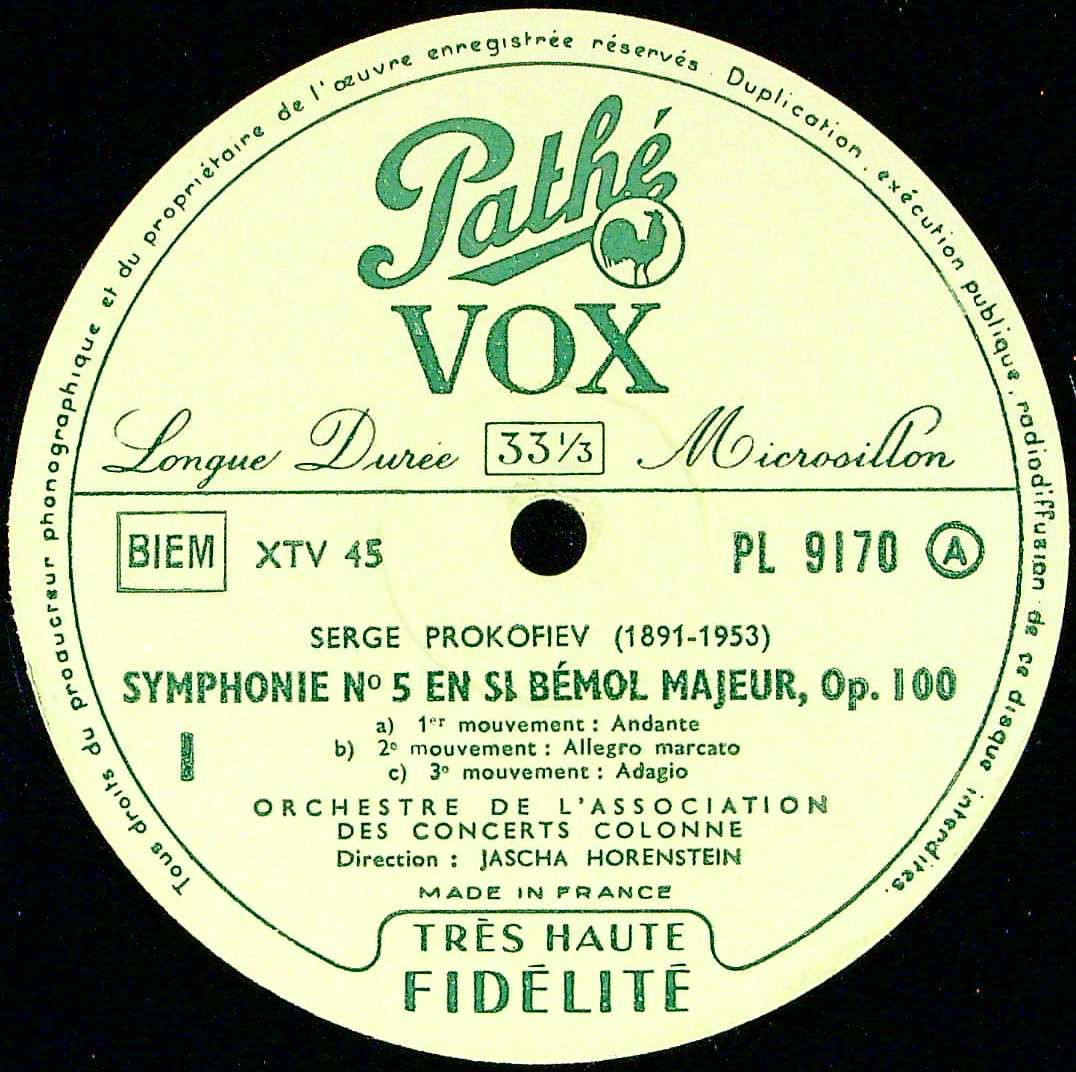 Tous droits du producteur phonographique et du propriétaire de l'œuvre enregistrée réservés. Duplication, exécution publique, radiodiffusion de ce disque interdites.
Pathé
VOX
Longue Durée 33 1/3 Microsillon
BIEM XTV 45 PL 9170 A
SERGE PROKOFIEV (1891-1953)
SYMPHONIE Nº 5 EN SI BÉMOL MAJEUR, Op. 100
a) 1er mouvement : Andante
b) 2e mouvement : Allegro marcato
I
c) 3e mouvement : Adagio
ORCHESTRE DE L'ASSOCIATION
DES CONCERTS COLONNE
Direction : JASCHA HORENSTEIN
MADE IN FRANCE
TRÈS HAUTE
FIDÉLITÉ